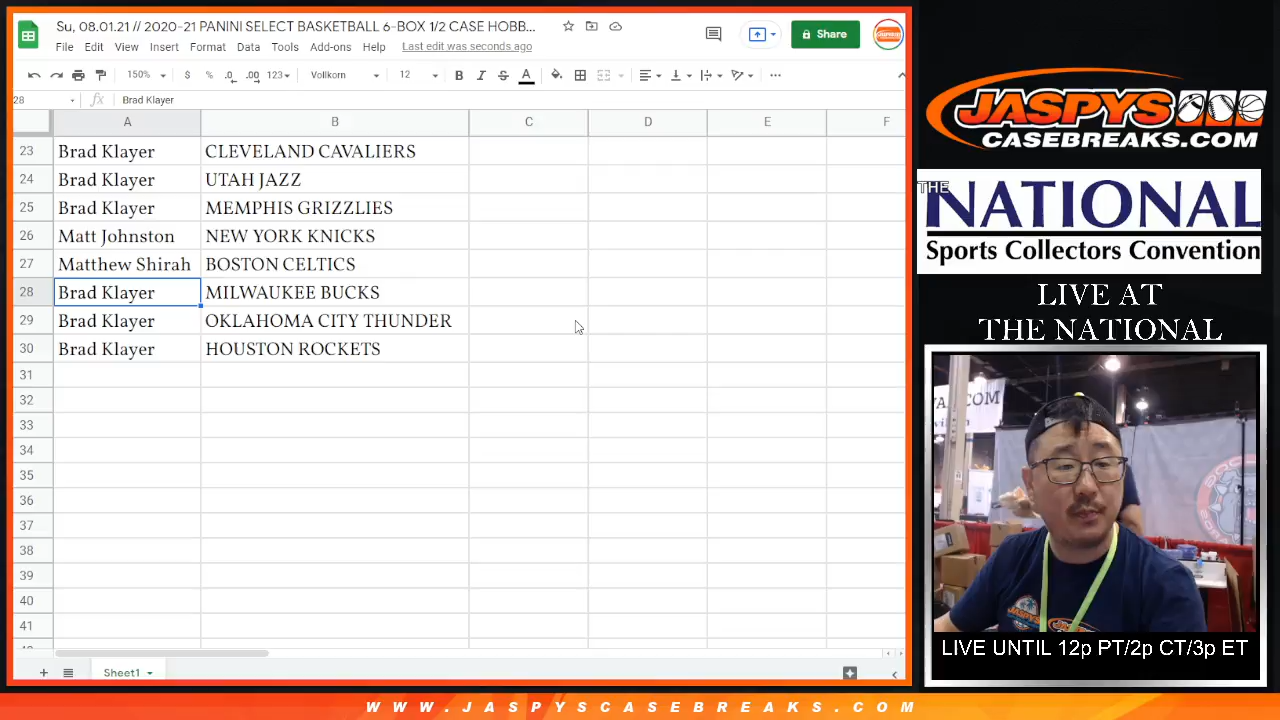 Su, 08.01.21 // 2020-21 PANINI SELECT BASKETBALL 6-BOX 1/2 CASE HOBB...
File Edit View Insert Format Data Tools Add-ons Help Last edit was seconds ago
Share
150% $ % .0 .00 123 Vollkorn 12 B I S A
28 fx Brad Klayer
A B C D E F
23 Brad Klayer CLEVELAND CAVALIERS
24 Brad Klayer UTAH JAZZ
25 Brad Klayer MEMPHIS GRIZZLIES
26 Matt Johnston NEW YORK KNICKS
27 Matthew Shirah BOSTON CELTICS
28 Brad Klayer MILWAUKEE BUCKS
29 Brad Klayer OKLAHOMA CITY THUNDER
30 Brad Klayer HOUSTON ROCKETS
31
32
33
34
35
36
37
38
39
40
41
Sheet1
JASPYS
CASEBREAKS.COM
THE
NATIONAL
Sports Collectors Convention
LIVE AT
THE NATIONAL
LIVE UNTIL 12p PT/2p CT/3p ET
WWW.JASPYSCASEBREAKS.COM